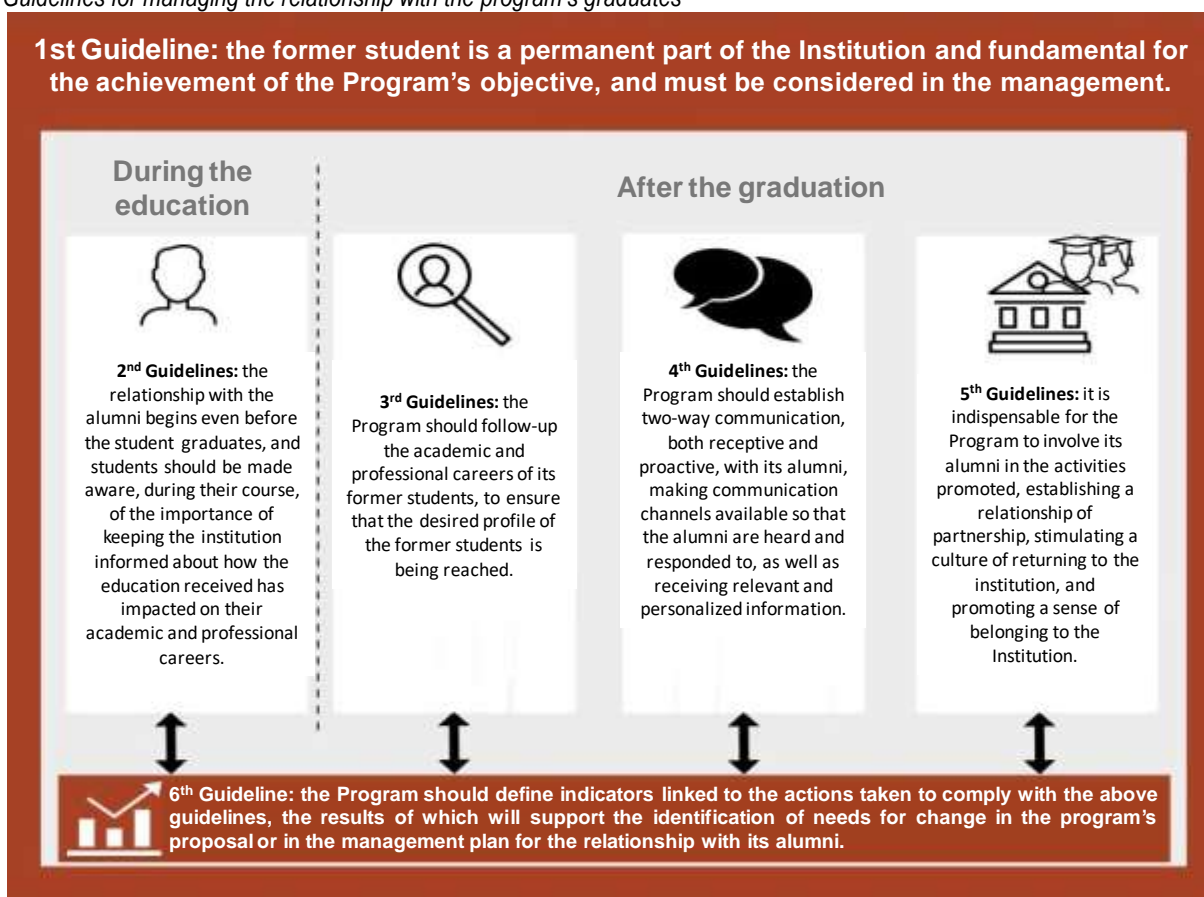 Guidelines for managing the relationship with the program's graduates
1st Guideline: the former student is a permanent part of the Institution and fundamental for
the achievement of the Program's objective, and must be considered in the management.
During the
education
After the graduation
2nd Guidelines: the
relationship with the
alumni begins even before
the student graduates, and
students should be made
aware, during their course,
of the importance of
keeping the institution
informed about how the
education received has
impacted on their
academic and professional
careers.
3rd Guidelines: the
Program should follow-up
the academic and
professional careers of its
former students, to ensure
that the desired profile of
the former students is
being reached.
4th Guidelines: the
Program should establish
two-way communication,
both receptive and
proactive, with its alumni,
making communication
channels available so that
the alumni are heard and
responded to, as well as
receiving relevant and
personalized information.
5th Guidelines: it is
indispensable for the
Program to involve its
alumni in the activities
promoted, establishing a
relationship of
partnership, stimulating a
culture of returning to the
institution, and
promoting a sense of
belonging to the
Institution.
6th Guideline: the Program should define indicators linked to the actions taken to comply with the above
guidelines, the results of which will support the identification of needs for change in the program's
proposal or in the management plan for the relationship with its alumni.